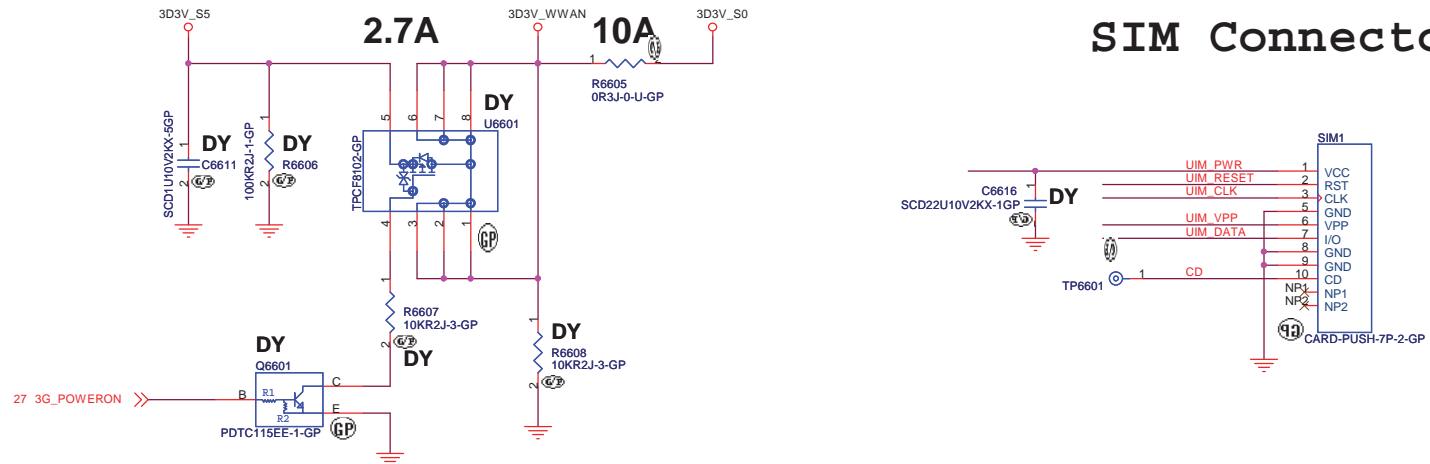 3D3V_S5
3D3V_WWAN
3D3V_S0
2.7A
10A
SIM Connecto
1
R6605
0R3J-0-U-GP
DY
U6601
5
6
7
8
SCD1U10V2KX-5GP
1
DY
C6611
2
G/P
100KR2J-1-GP
1
DY
R6606
2
G/P
TPCF8102-GP
4
3
2
1
GP
1
R6607
10KR2J-3-GP
2
G/P
DY
1
DY
R6608
10KR2J-3-GP
2
G/P
DY
Q6601
27 3G_POWERON
B
R1
R2
C
E
PDTC115EE-1-GP
GP
SIM1
UIM_PWR
1
VCC
UIM_RESET
2
RST
UIM_CLK
3
CLK
5
GND
UIM_VPP
6
VPP
UIM_DATA
7
I/O
8
GND
9
GND
CD
10
CD
NP1
NP1
NP2
NP2
C6616
SCD22U10V2KX-1GP
1
2
DY
TP6601
1
GP
CARD-PUSH-7P-2-GP